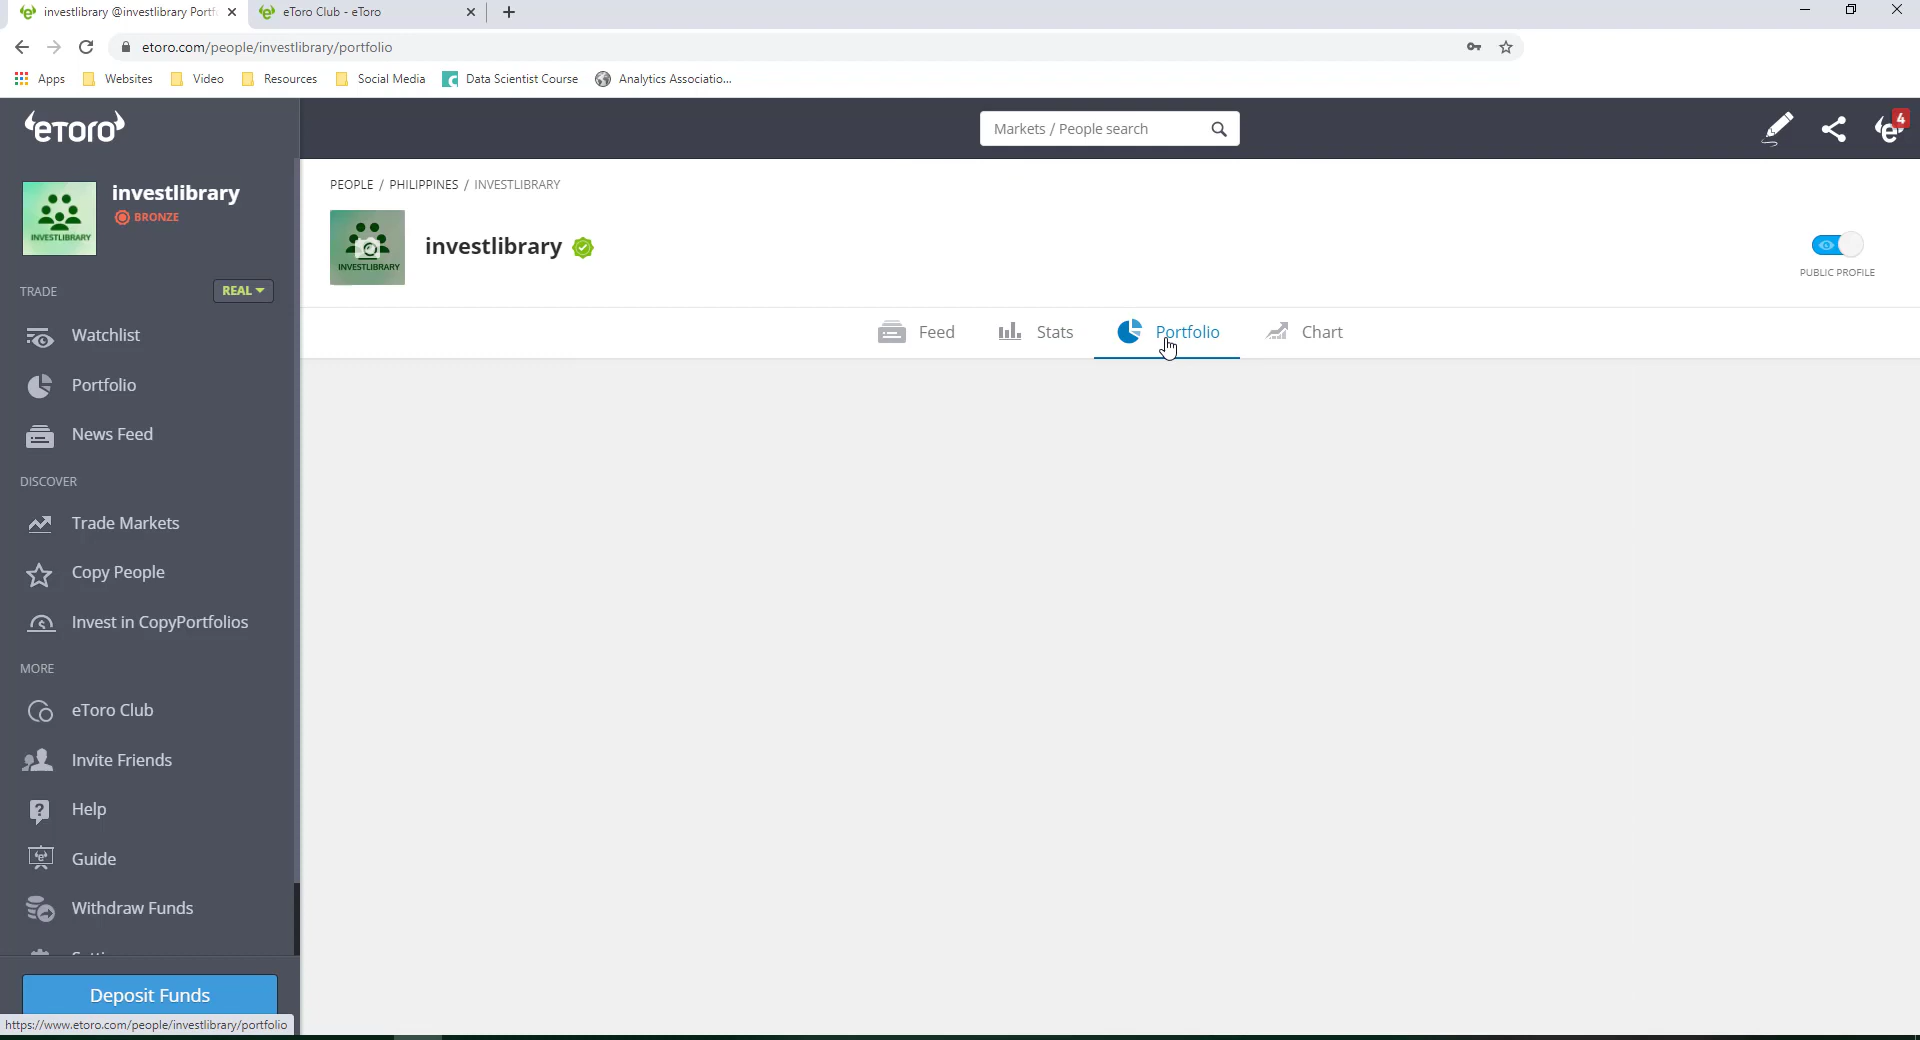 investlibrary @investlibrary Portf
eToro Club - eToro
etoro.com/people/investlibrary/portfolio
Apps
Websites
Video
Resources
Social Media
Data Scientist Course
Analytics Associatio...
eToro
Markets / People search
4
investlibrary
BRONZE
INVESTLIBRARY
PEOPLE / PHILIPPINES / INVESTLIBRARY
INVESTLIBRARY
investlibrary
PUBLIC PROFILE
TRADE
REAL
Feed
Stats
Portfolio
Chart
Watchlist
Portfolio
News Feed
DISCOVER
Trade Markets
Copy People
Invest in CopyPortfolios
MORE
eToro Club
Invite Friends
Help
Guide
Withdraw Funds
Deposit Funds
https://www.etoro.com/people/investlibrary/portfolio